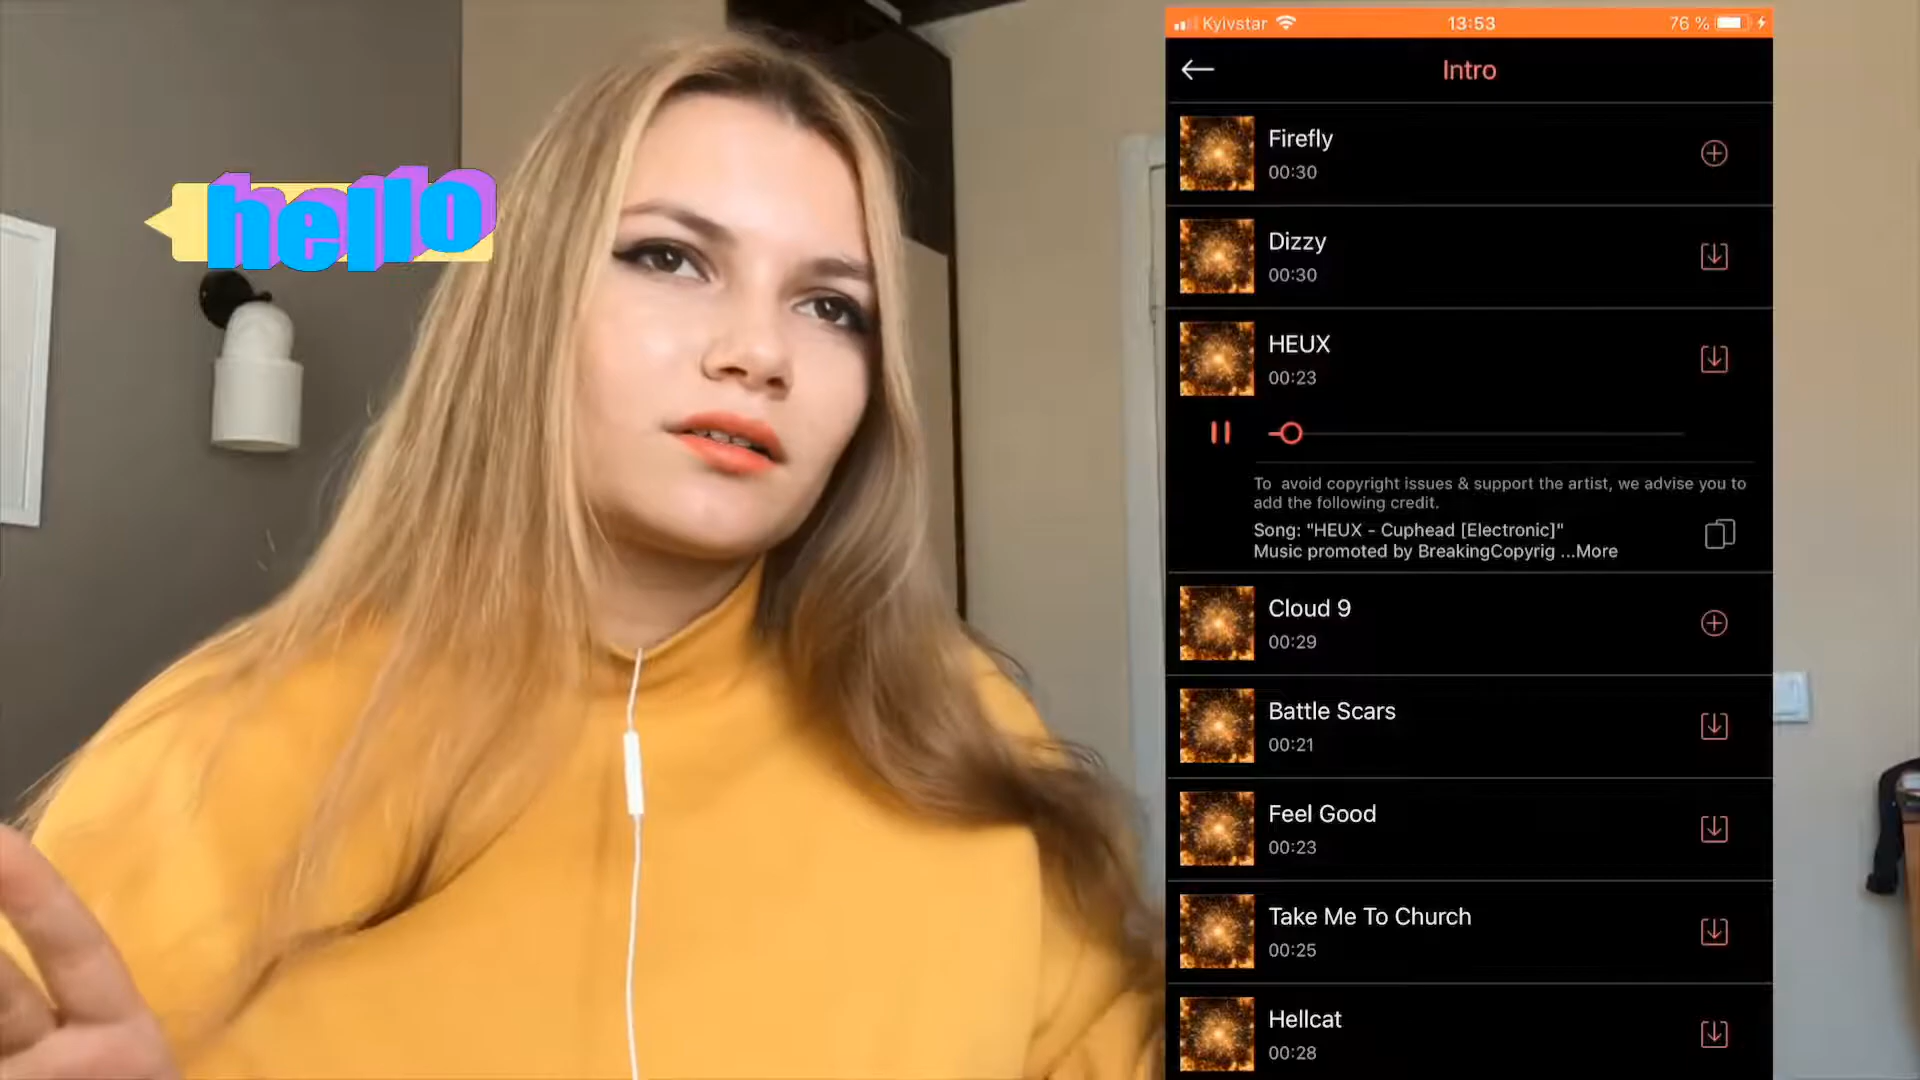 hello
Kyivstar 13:53 76 %
Intro
Firefly
00:30
Dizzy
00:30
HEUX
00:23
To avoid copyright issues & support the artist, we advise you to
add the following credit.
Song: "HEUX - Cuphead [Electronic]"
Music promoted by BreakingCopyrig ...More
Cloud 9
00:29
Battle Scars
00:21
Feel Good
00:23
Take Me To Church
00:25
Hellcat
00:28